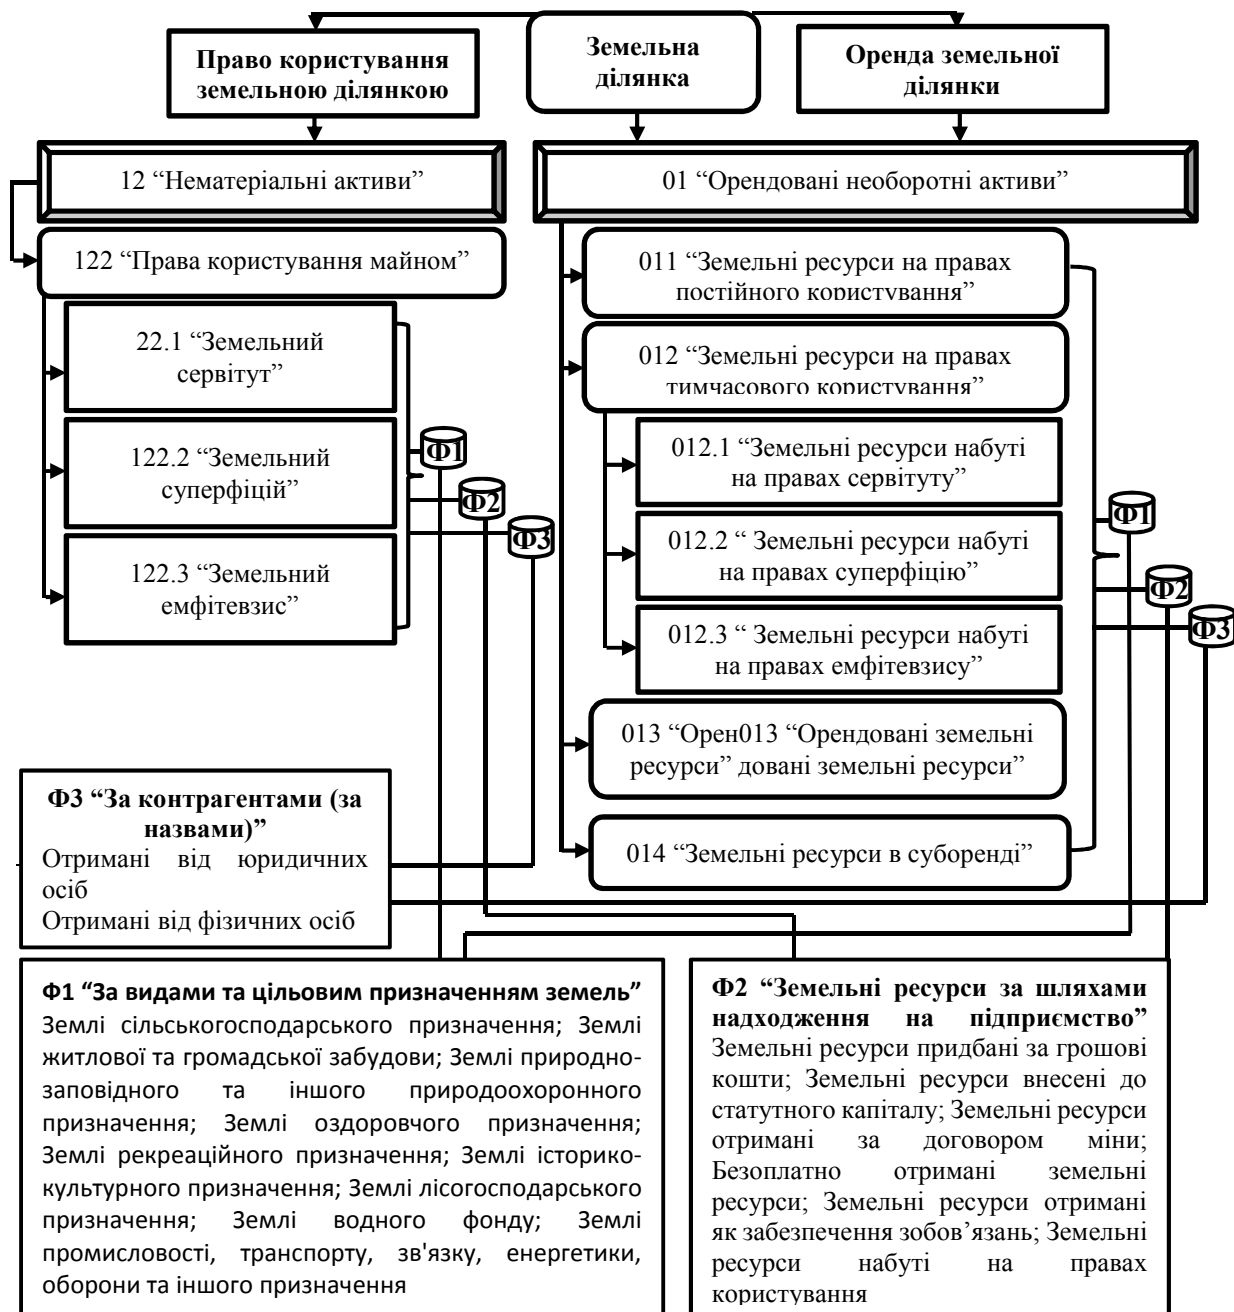 Право користування
земельною ділянкою
Земельна
ділянка
Оренда земельної
ділянки
12 “Нематеріальні активи”
01 “Орендовані необоротні активи”
122 “Права користування майном”
22.1 “Земельний
сервітут”
122.2 “Земельний
суперфіцій”
122.3 “Земельний
емфітевзис”
Ф1
Ф2
Ф3
011 “Земельні ресурси на правах
постійного користування”
012 “Земельні ресурси на правах
тимчасового користування”
012.1 “Земельні ресурси набуті
на правах сервітуту”
012.2 “ Земельні ресурси набуті
на правах суперфіцію”
012.3 “ Земельні ресурси набуті
на правах емфітевзису”
013 “Орен013 “Орендовані земельні
ресурси” довані земельні ресурси”
014 “Земельні ресурси в суборенді”
Ф1
Ф2
Ф3
Ф3 “За контрагентами (за
назвами)”
Отримані від юридичних
осіб
Отримані від фізичних осіб
Ф1 “За видами та цільовим призначенням земель”
Землі сільськогосподарського призначення; Землі
житлової та громадської забудови; Землі природно-
заповідного та іншого природоохоронного
призначення; Землі оздоровчого призначення;
Землі рекреаційного призначення; Землі історико-
культурного призначення; Землі лісогосподарського
призначення; Землі водного фонду; Землі
промисловості, транспорту, зв'язку, енергетики,
оборони та іншого призначення
Ф2 “Земельні ресурси за шляхами
надходження на підприємство”
Земельні ресурси придбані за грошові
кошти; Земельні ресурси внесені до
статутного капіталу; Земельні ресурси
отримані за договором міни;
Безоплатно отримані земельні
ресурси; Земельні ресурси отримані
як забезпечення зобов’язань; Земельні
ресурси набуті на правах
користування